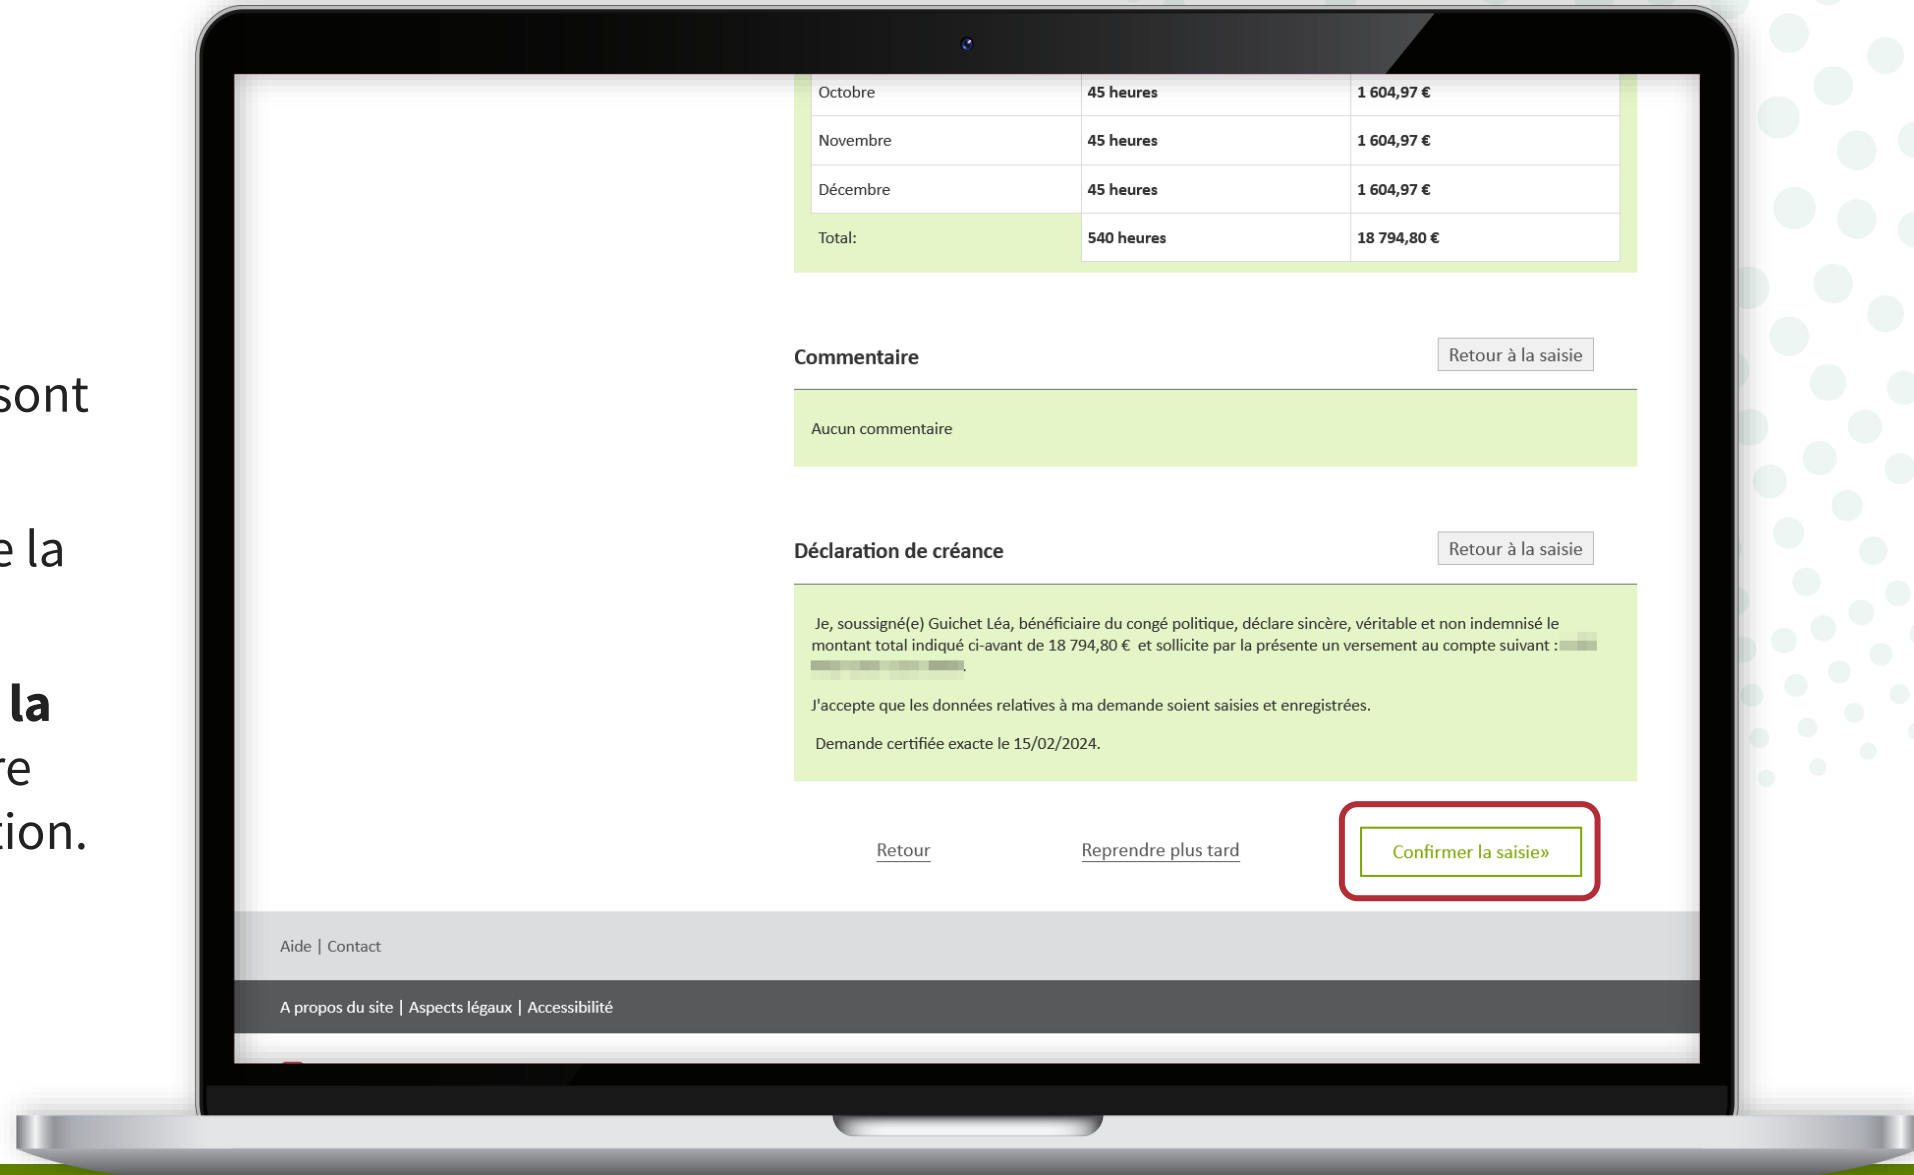 sont
e la
la
re
tion.
Octobre 45 heures 1 604,97 €
Novembre 45 heures 1 604,97 €
Décembre 45 heures 1 604,97 €
Total: 540 heures 18 794,80 €
Commentaire Retour à la saisie
Aucun commentaire
Déclaration de créance Retour à la saisie
Je, soussigné(e) Guichet Léa, bénéficiaire du congé politique, déclare sincère, véritable et non indemnisé le
montant total indiqué ci-avant de 18 794,80 € et sollicite par la présente un versement au compte suivant :
.
J'accepte que les données relatives à ma demande soient saisies et enregistrées.
Demande certifiée exacte le 15/02/2024.
Retour Reprendre plus tard Confirmer la saisie»
Aide | Contact
A propos du site | Aspects légaux | Accessibilité